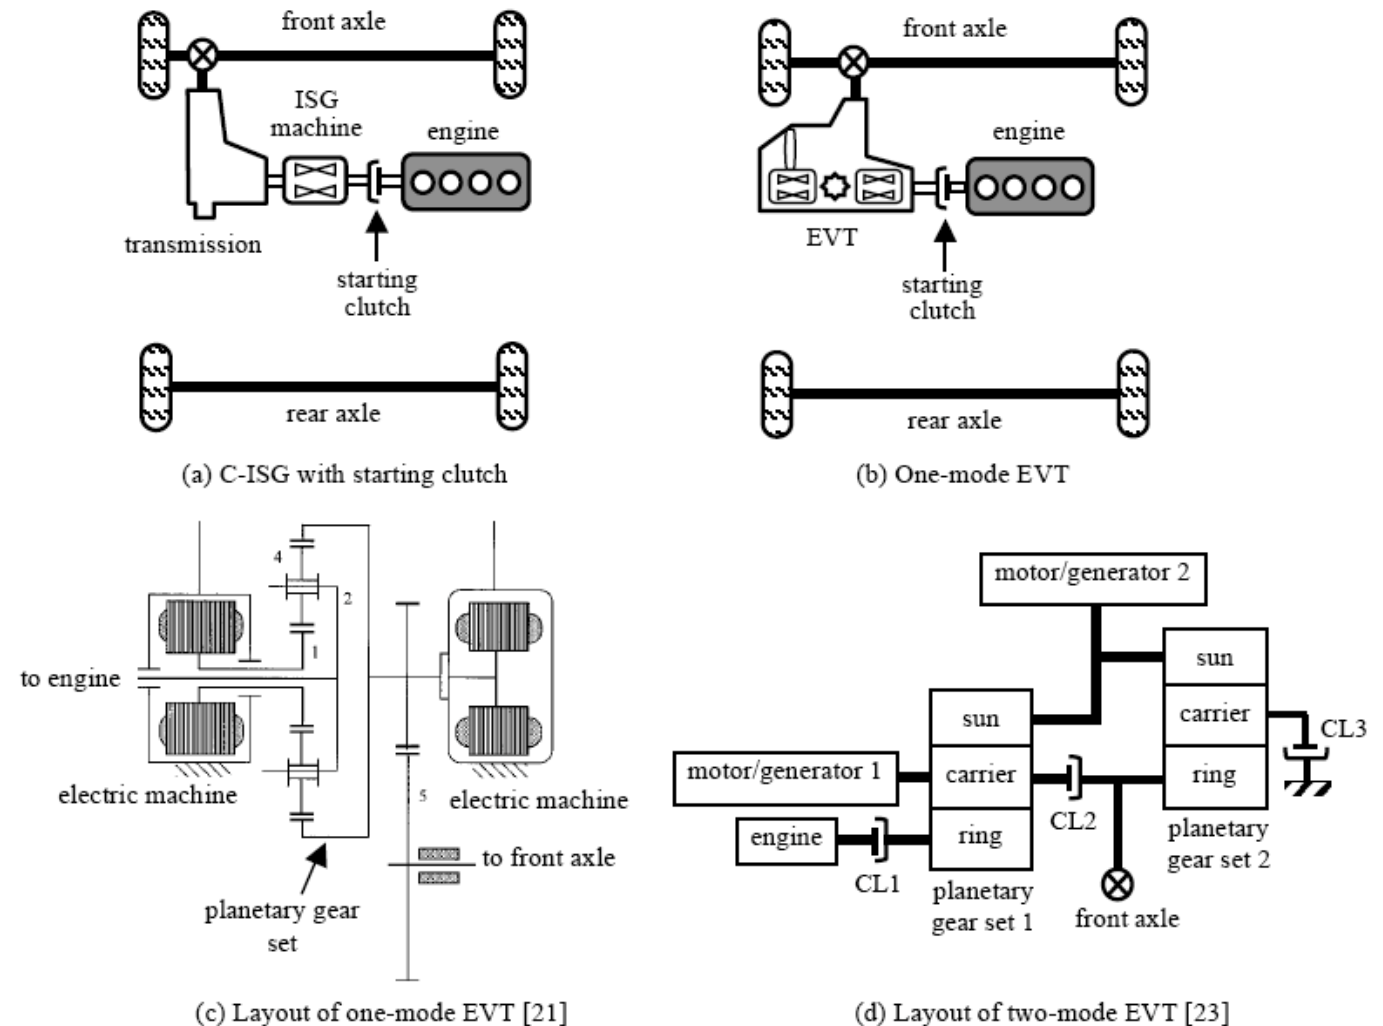 front axle
ISG
machine
engine
transmission
starting
clutch
rear axle
(a) C-ISG with starting clutch
front axle
engine
EVT
starting
clutch
rear axle
(b) One-mode EVT
4
2
1
to engine
electric machine
5
electric machine
to front axle
planetary gear
set
(c) Layout of one-mode EVT [21]
motor/generator 2
sun
carrier
ring
CL3
planetary
gear set 2
sun
motor/generator 1
carrier
CL2
engine
ring
CL1
planetary
gear set 1
front axle
(d) Layout of two-mode EVT [23]